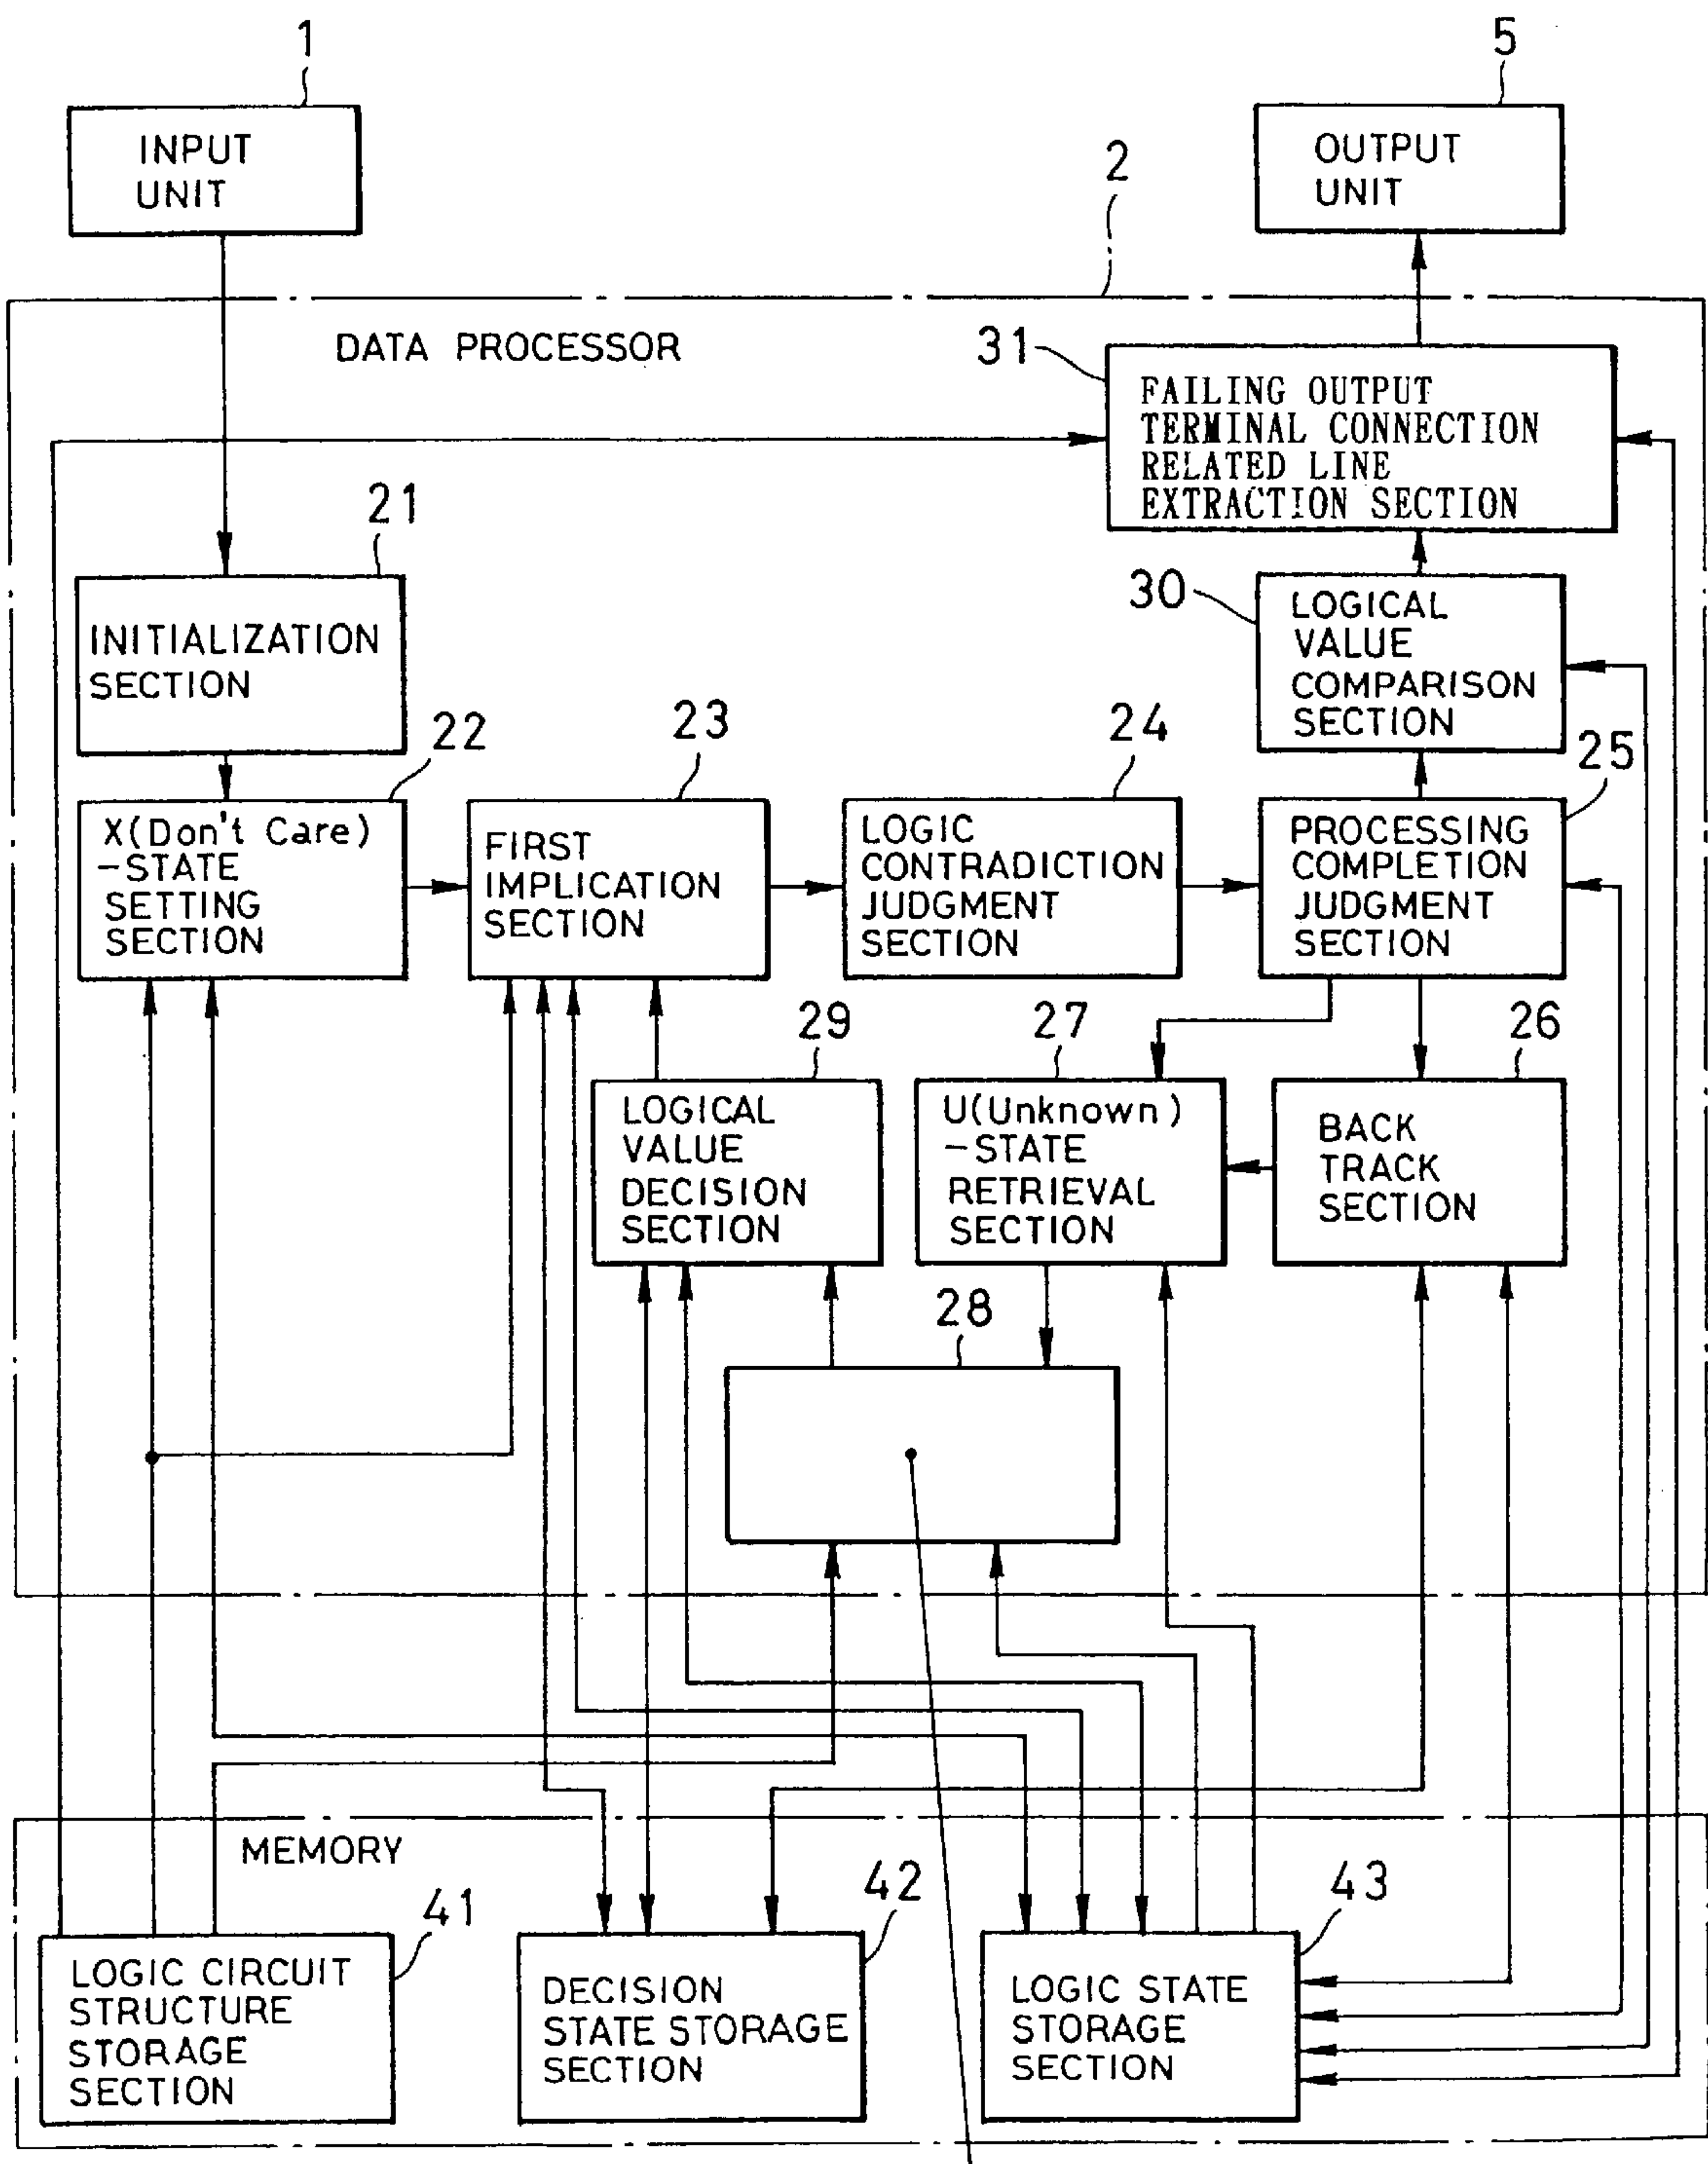 1
5
INPUT
UNIT
OUTPUT
UNIT
2
DATA PROCESSOR
31
FAILING OUTPUT
TERMINAL CONNECTION
RELATED LINE
EXTRACTION SECTION
21
INITIALIZATION
SECTION
30
LOGICAL
VALUE
COMPARISON
SECTION
22
X(Don't Care)
-STATE
SETTING
SECTION
23
FIRST
IMPLICATION
SECTION
24
LOGIC
CONTRADICTION
JUDGMENT
SECTION
25
PROCESSING
COMPLETION
JUDGMENT
SECTION
29
LOGICAL
VALUE
DECISION
SECTION
27
U(Unknown)
-STATE
RETRIEVAL
SECTION
26
BACK
TRACK
SECTION
28
MEMORY
41
LOGIC CIRCUIT
STRUCTURE
STORAGE
SECTION
42
DECISION
STATE STORAGE
SECTION
43
LOGIC STATE
STORAGE
SECTION